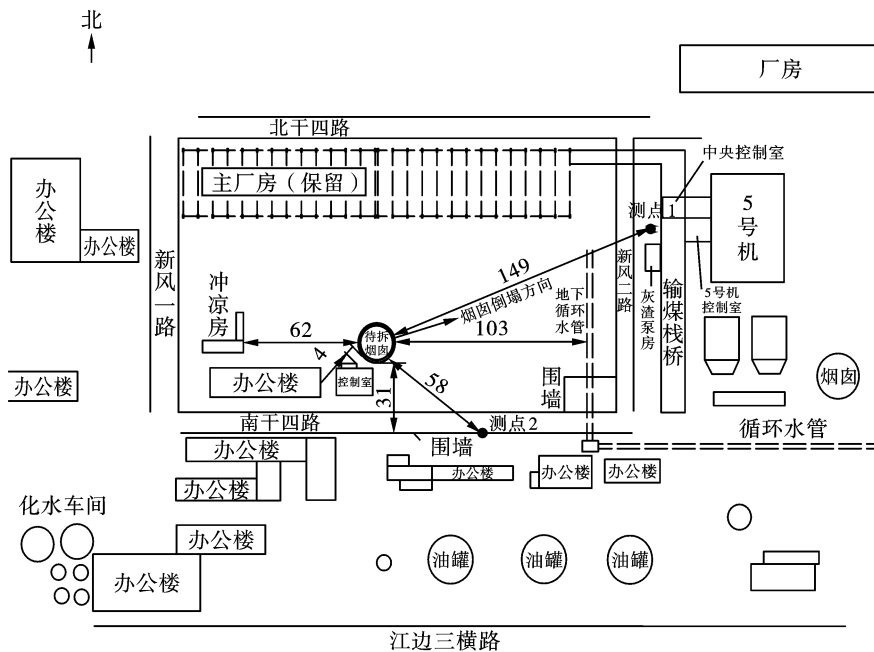 北
厂房
北干四路
中央控制室
主厂房（保留）
办公楼
办公楼
测点1
5号机
149
新风一路
冲凉房
烟囱倒塌方向
地下循环水管
新风二路
灰渣泵房
输煤栈桥
5号机
控制室
62
待拆
烟囱
103
4
办公楼
办公楼
控制室
58
31
围墙
烟囱
南干四路
测点2
循环水管
办公楼
围墙
办公楼
办公楼
办公楼
办公楼
化水车间
办公楼
办公楼
油罐
油罐
油罐
江边三横路